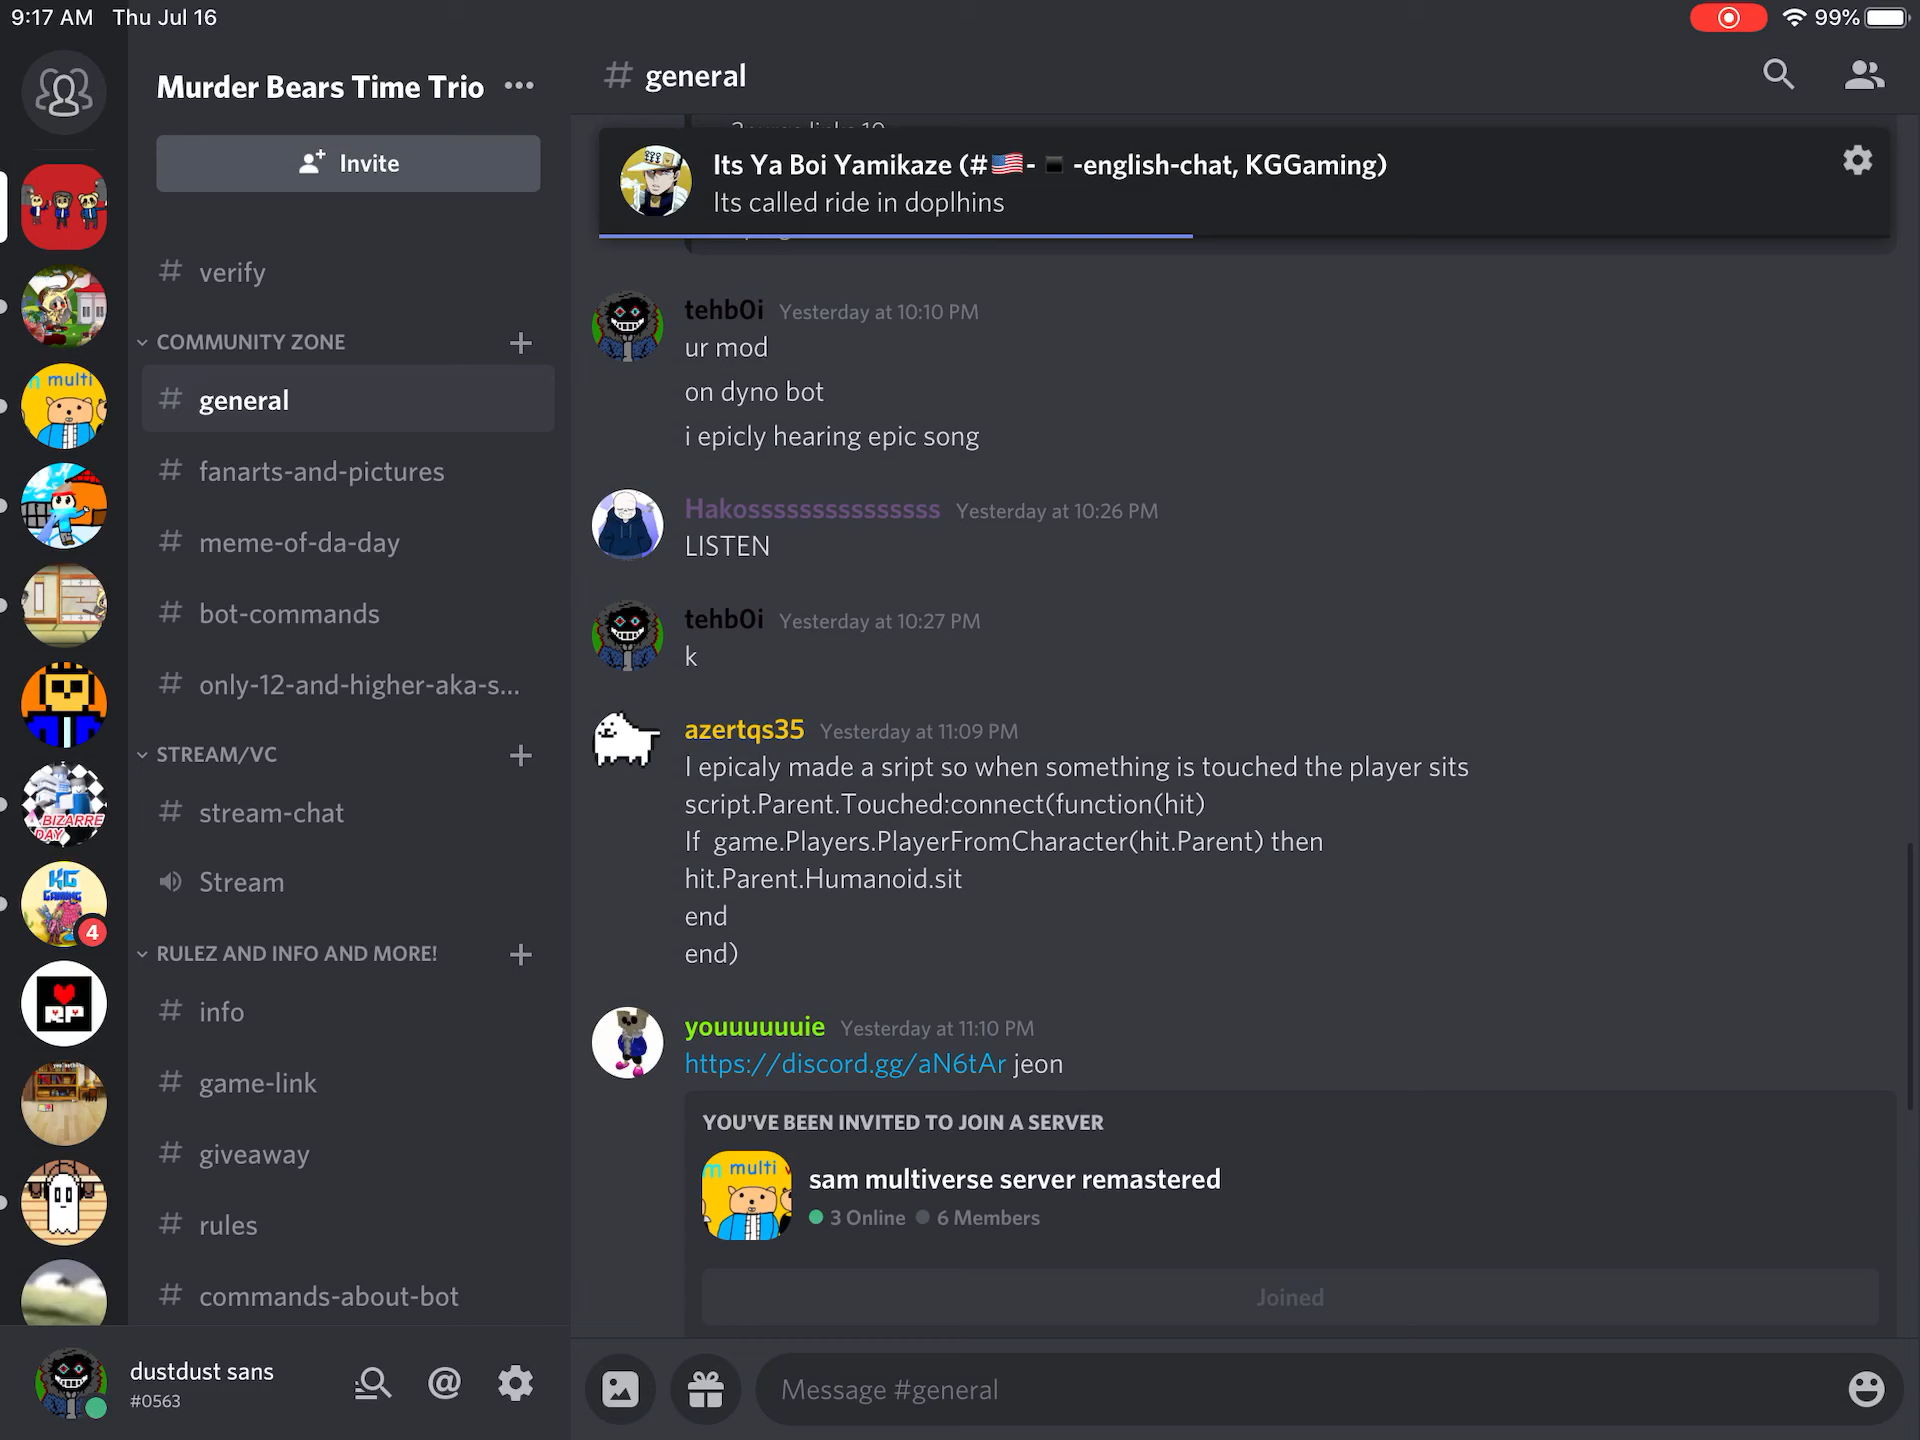 9:17 AM Thu Jul 16
99%
Murder Bears Time Trio
Invite
# verify
COMMUNITY ZONE
# general
# fanarts-and-pictures
# meme-of-da-day
# bot-commands
# only-12-and-higher-aka-s...
STREAM/VC
# stream-chat
Stream
RULEZ AND INFO AND MORE!
# info
# game-link
# giveaway
# rules
# commands-about-bot
multi
BIZARRE
DAY
KG
GAMING
4
RP
dustdust sans
#0563
# general
Its Ya Boi Yamikaze (#🇺🇸-◾-english-chat, KGGaming)
Its called ride in doplhins
tehb0i Yesterday at 10:10 PM
ur mod
on dyno bot
i epicly hearing epic song
Hakosssssssssssssss Yesterday at 10:26 PM
LISTEN
tehb0i Yesterday at 10:27 PM
k
azertqs35 Yesterday at 11:09 PM
I epicaly made a sript so when something is touched the player sits
script.Parent.Touched:connect(function(hit)
If  game.Players.PlayerFromCharacter(hit.Parent) then
hit.Parent.Humanoid.sit
end
end)
youuuuuuie Yesterday at 11:10 PM
https://discord.gg/aN6tAr jeon
YOU'VE BEEN INVITED TO JOIN A SERVER
multi
sam multiverse server remastered
3 Online 6 Members
Joined
Message #general